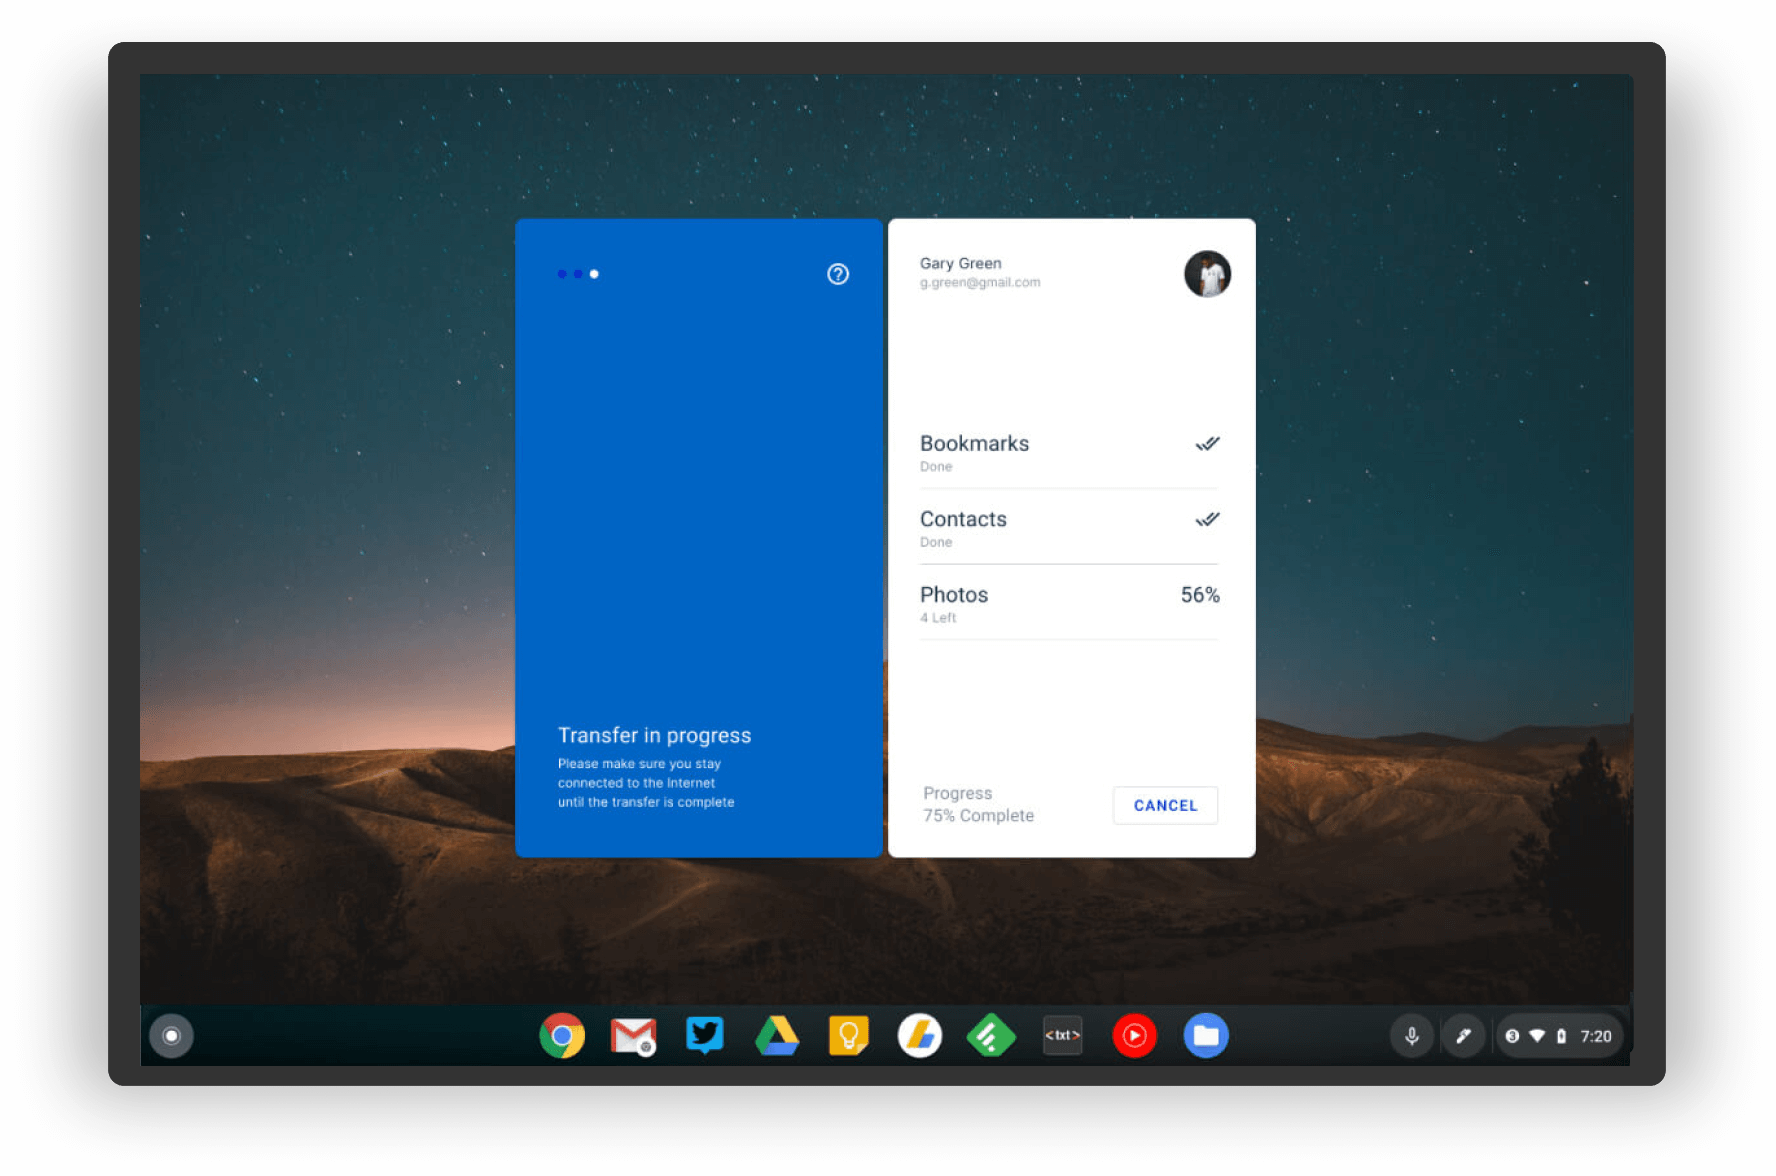 Gary Green
g.green@gmail.com
Bookmarks
Done
Contacts
Done
Photos 56%
4 Left
Transfer in progress
Please make sure you stay
connected to the Internet
until the transfer is complete
Progress
75% Complete
CANCEL
<txt>
3
7:20